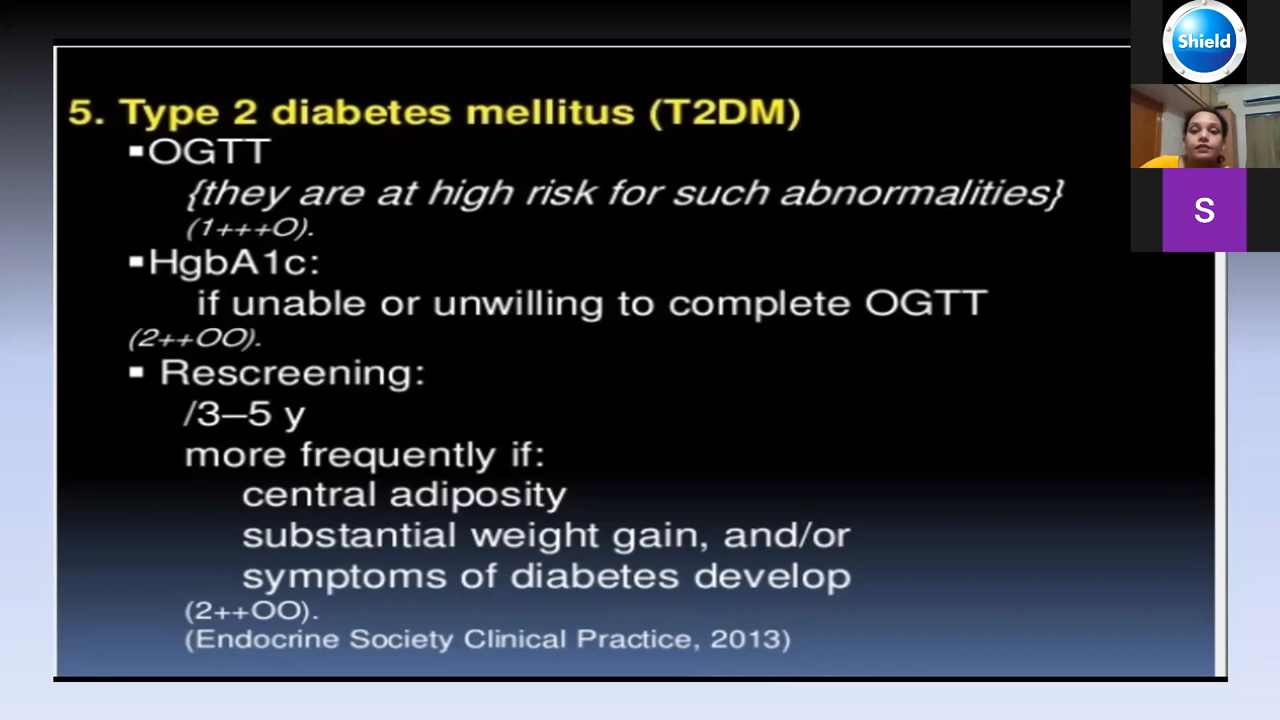 5. Type 2 diabetes mellitus (T2DM)
▪OGTT
{they are at high risk for such abnormalities}
(1+++O).
▪HgbA1c:
if unable or unwilling to complete OGTT
(2++OO).
▪ Rescreening:
/3–5 y
more frequently if:
central adiposity
substantial weight gain, and/or
symptoms of diabetes develop
(2++OO).
(Endocrine Society Clinical Practice, 2013)
Shield
S